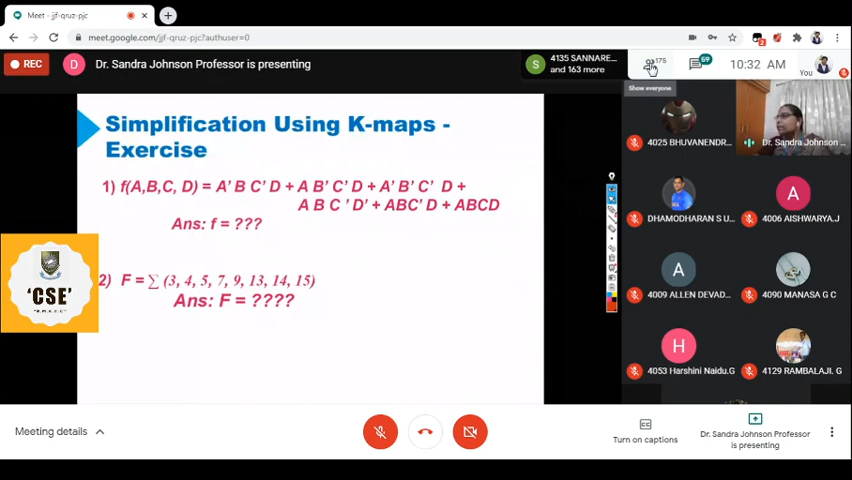 Meet - jjf-qruz-pjc
meet.google.com/jjf-qruz-pjc?authuser=0
2
REC
D
Dr. Sandra Johnson Professor is presenting
S
4135 SANNARE...
and 163 more
175
69
10:32 AM
You
Show everyone
Simplification Using K-maps -
Exercise
1) f(A,B,C, D) = A' B C' D + A B' C' D + A' B' C' D +
A B C ' D' + ABC' D + ABCD
Ans: f = ???
2) F = ∑ (3, 4, 5, 7, 9, 13, 14, 15)
Ans: F = ????
'CSE'
4025 BHUVANENDR...
Dr. Sandra Johnson ...
DHAMODHARAN S U...
A
4006 AISHWARYA.J
A
4009 ALLEN DEVAD...
4090 MANASA G C
H
4053 Harshini Naidu.G
4129 RAMBALAJI. G
Meeting details
Turn on captions
Dr. Sandra Johnson Professor
is presenting